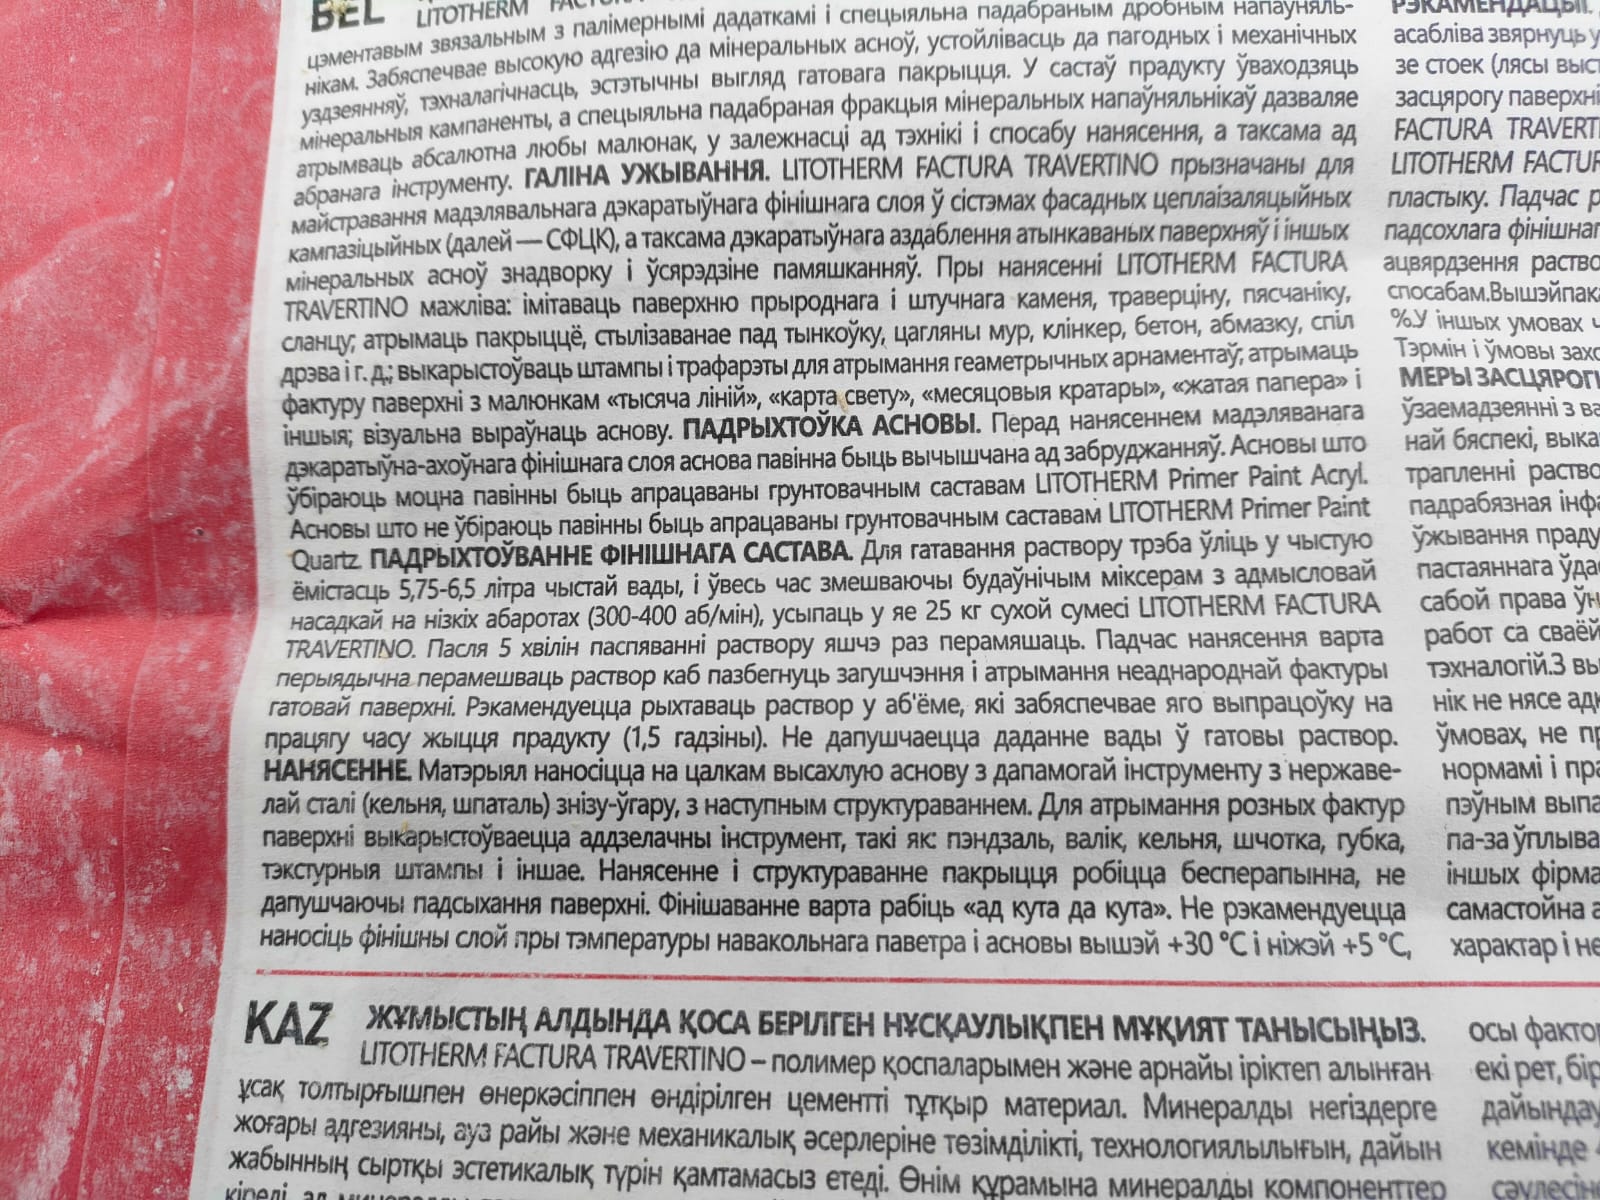 BEL LITOTHERM FACTURA
цэментавым звязальным з палімернымі дадаткамі і спецыяльна падабраным дробным напаўняль-
нікам. Забяспечвае высокую адгезію да мінеральных асноў, устойлівасць да пагодных і механічных
уздзеянняў, тэхналагічнасць, эстэтычны выгляд гатовага пакрыцця. У састаў прадукту ўваходзяць
мінеральныя кампаненты, а спецыяльна падабраная фракцыя мінеральных напаўняльнікаў дазваляе
атрымваць абсалютна любы малюнак, у залежнасці ад тэхнікі і спосабу нанясення, а таксама ад
абранага інструменту. ГАЛІНА УЖЫВАННЯ. LITOTHERM FACTURA TRAVERTINO прызначаны для
майстравання мадэлявальнага дэкаратыўнага фінішнага слоя ў сістэмах фасадных цеплаізаляцыйных
кампазіцыйных (далей — СФЦК), а таксама дэкаратыўнага аздаблення атынкаваных паверхняў і іншых
мінеральных асноў знадворку і ўсярэдзіне памяшканняў. Пры нанясенні LITOTHERM FACTURA
TRAVERTINO мажліва: імітаваць паверхню прыроднага і штучнага каменя, траверціну, пясчаніку,
сланцу; атрымаць пакрыццё, стылізаванае пад тынкоўку, цагляны мур, клінкер, бетон, абмазку, спіл
дрэва і г. д.; выкарыстоўваць штампы і трафарэты для атрымання геаметрычных арнаментаў; атрымаць
фактуру паверхні з малюнкам «тысяча ліній», «карта свету», «месяцовыя кратары», «жатая папера» і
іншыя; візуальна выраўнаць аснову. ПАДРЫХТОЎКА АСНОВЫ. Перад нанясеннем мадэляванага
дэкаратыўна-ахоўнага фінішнага слоя аснова павінна быць вычышчана ад забруджанняў. Асновы што
ўбіраюць моцна павінны быць апрацаваны грунтовачным саставам LITOTHERM Primer Paint Acryl.
Асновы што не ўбіраюць павінны быць апрацаваны грунтовачным саставам LITOTHERM Primer Paint
Quartz. ПАДРЫХТОЎВАННЕ ФІНІШНАГА САСТАВА. Для гатавання раствору трэба ўліць у чыстую
ёмістасць 5,75-6,5 літра чыстай вады, і ўвесь час змешваючы будаўнічым міксерам з адмысловай
насадкай на нізкіх абаротах (300-400 аб/мін), усыпаць у яе 25 кг сухой сумесі LITOTHERM FACTURA
TRAVERTINO. Пасля 5 хвілін паспяванні раствору яшчэ раз перамяшаць. Падчас нанясення варта
перыядычна перамешваць раствор каб пазбегнуць загушчэння і атрымання неаднароднай фактуры
гатовай паверхні. Рэкамендуецца рыхтаваць раствор у аб'ёме, які забяспечвае яго выпрацоўку на
працягу часу жыцця прадукту (1,5 гадзіны). Не дапушчаецца даданне вады ў гатовы раствор.
НАНЯСЕННЕ. Матэрыял наносіцца на цалкам высахлую аснову з дапамогай інструменту з нержаве-
лай сталі (кельня, шпаталь) знізу-ўгару, з наступным структураваннем. Для атрымання розных фактур
паверхні выкарыстоўваецца аддзелачны інструмент, такі як: пэндзаль, валік, кельня, шчотка, губка,
тэкстурныя штампы і іншае. Нанясенне і структураванне пакрыцця робіцца бесперапынна, не
дапушчаючы падсыхання паверхні. Фінішаванне варта рабіць «ад кута да кута». Не рэкамендуецца
наносіць фінішны слой пры тэмпературы навакольнага паветра і асновы вышэй +30 °C і ніжэй +5 °C,
РЭКАМЕНДАЦЫІ.
асабліва звярнуць у
зе стоек (лясы выст
засцярогу паверхні
FACTURA TRAVERTI
LITOTHERM FACTUR
пластыку. Падчас р
падсохлага фінішнаг
ацвярдзення раство
спосабам.Вышэйпака
%.У іншых умовах ч
Тэрмін і ўмовы захо
МЕРЫ ЗАСЦЯРОГІ
ўзаемадзеянні з ва
най бяспекі, выка
трапленні раство
падрабязная інфа
ўжывання праду
пастаяннага ўда
сабой права ўн
работ са сваёй
тэхналогій.З вы
нік не нясе адк
ўмовах, не пр
нормамі і пра
пэўным выпа
па-за ўплыва
іншых фірма
самастойна а
характар і не
KAZ ЖҰМЫСТЫҢ АЛДЫНДА ҚОСА БЕРІЛГЕН НҰСҚАУЛЫҚПЕН МҰҚИЯТ ТАНЫСЫҢЫЗ.
LITOTHERM FACTURA TRAVERTINO – полимер қоспаларымен және арнайы іріктеп алынған
ұсақ толтырғышпен өнеркәсіппен өндірілген цементті тұтқыр материал. Минералды негіздерге
жоғары адгезияны, ауз райы және механикалық әсерлеріне төзімділікті, технологиялылығын, дайын
жабынның сыртқы эстетикалық түрін қамтамасыз етеді. Өнім құрамына минералды компоненттер
осы фактор
екі рет, бір
дайындау
кемінде
сәулесін